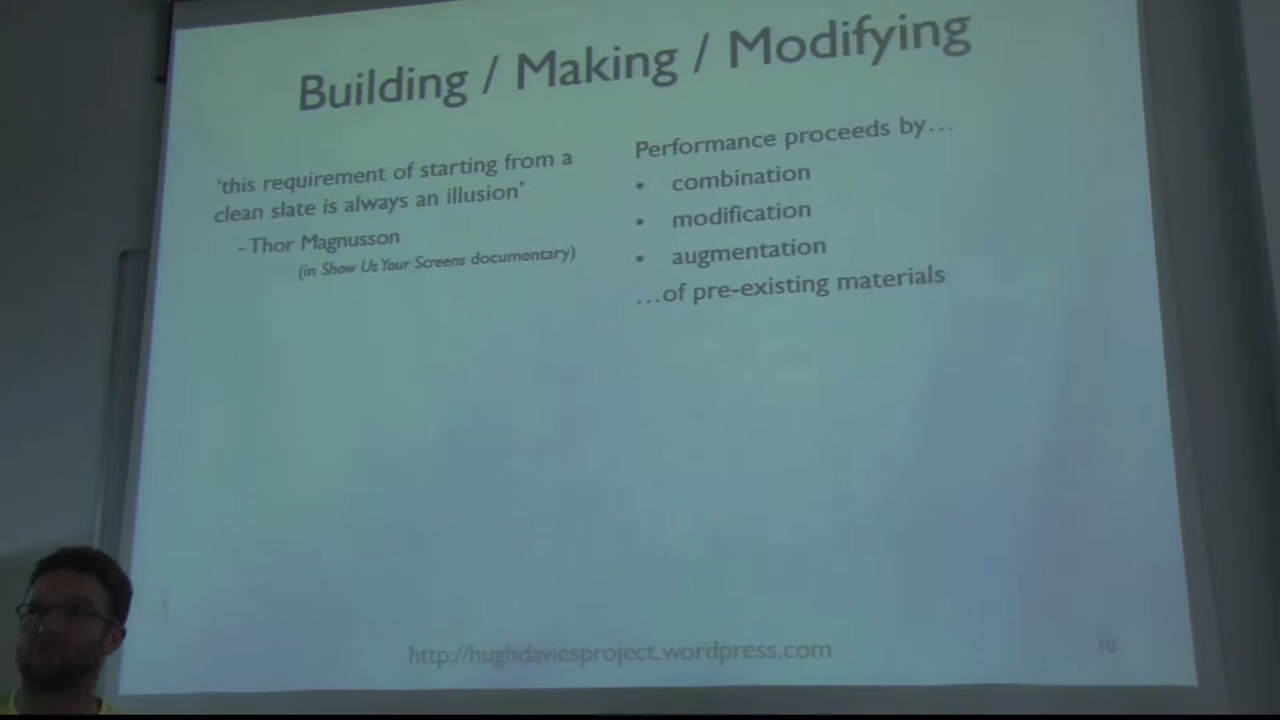 Building / Making / Modifying
‘this requirement of starting from a
clean slate is always an illusion’
- Thor Magnusson
(in Show Us Your Screens documentary)
Performance proceeds by…
• combination
• modification
• augmentation
…of pre-existing materials
http://hughdaviesproject.wordpress.com
10